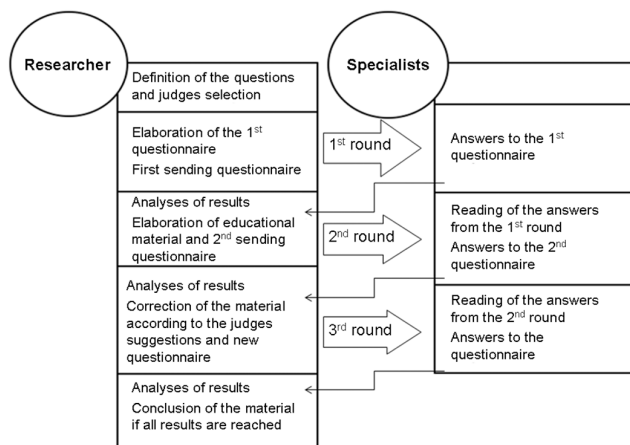 Researcher
Specialists
Definition of the questions
and judges selection
Elaboration of the 1st
questionnaire
First sending questionnaire
1st round
Answers to the 1st
questionnaire
Analyses of results
Elaboration of educational
material and 2nd sending
questionnaire
2nd round
Reading of the answers
from the 1st round
Answers to the 2nd
questionnaire
Analyses of results
Correction of the material
according to the judges
suggestions and new
questionnaire
3rd round
Reading of the answers
from the 2nd round
Answers to the
questionnaire
Analyses of results
Conclusion of the material
if all results are reached